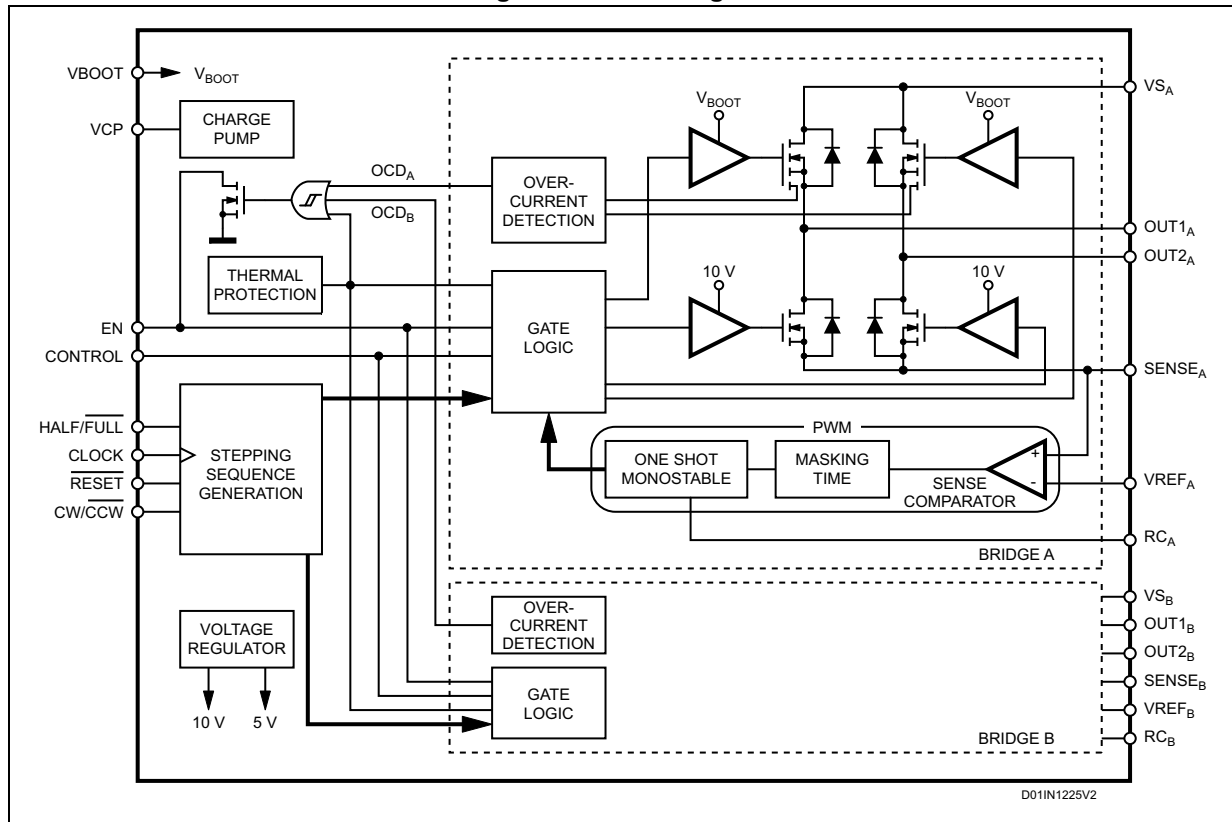 VBOOT
VBOOT
VCP
CHARGE
PUMP
OCDA
OCDB
THERMAL
PROTECTION
EN
CONTROL
HALF/FULL
CLOCK
RESET
CW/CCW
STEPPING
SEQUENCE
GENERATION
VOLTAGE
REGULATOR
10 V
5 V
OVER-
CURRENT
DETECTION
GATE
LOGIC
VBOOT
VBOOT
10 V
10 V
PWM
ONE SHOT
MONOSTABLE
MASKING
TIME
+
-
SENSE
COMPARATOR
BRIDGE A
VSA
OUT1A
OUT2A
SENSEA
VREFA
RCA
OVER-
CURRENT
DETECTION
GATE
LOGIC
BRIDGE B
VSB
OUT1B
OUT2B
SENSEB
VREFB
RCB
D01IN1225V2